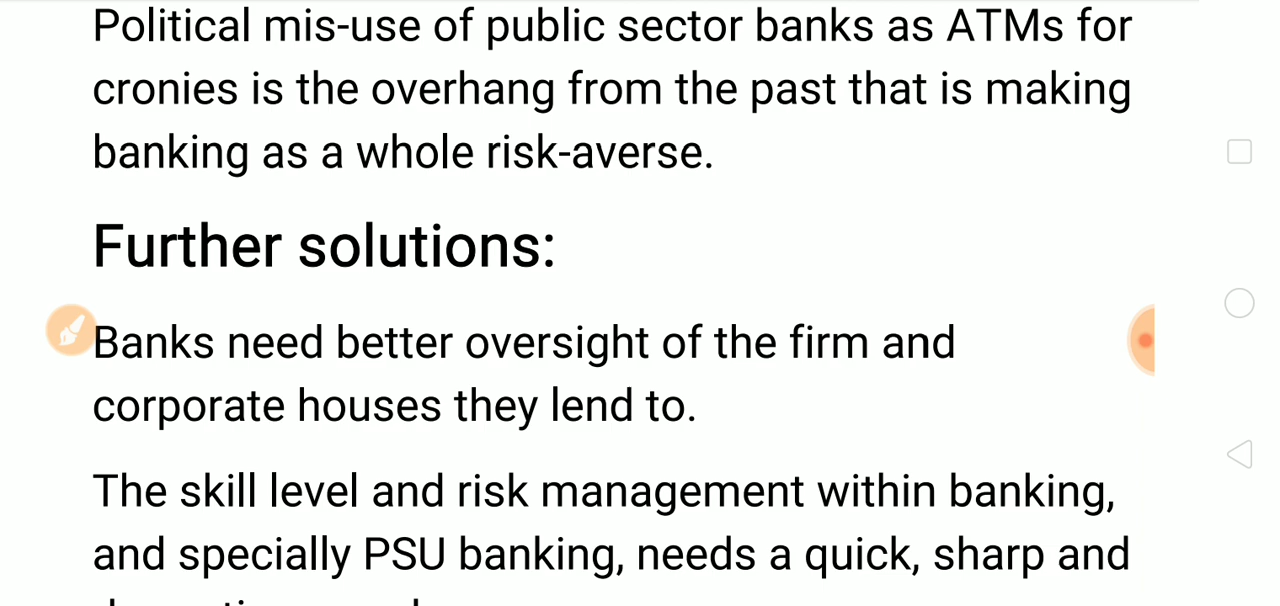 Political mis-use of public sector banks as ATMs for
cronies is the overhang from the past that is making
banking as a whole risk-averse.
Further solutions:
Banks need better oversight of the firm and
corporate houses they lend to.
The skill level and risk management within banking,
and specially PSU banking, needs a quick, sharp and